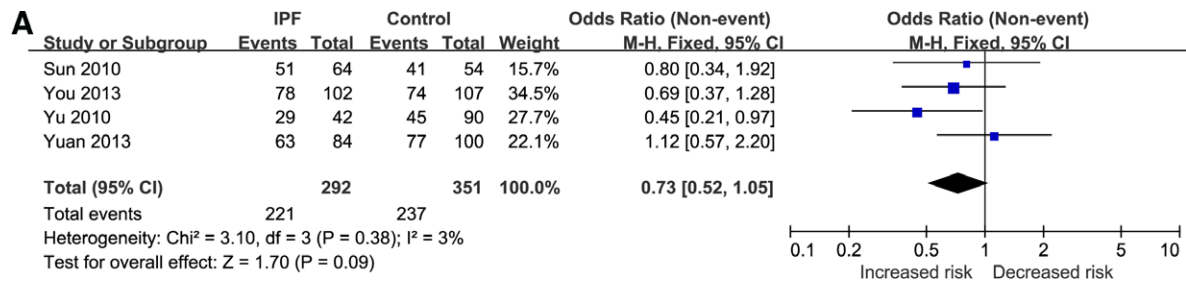 A
IPF Control Odds Ratio (Non-event) Odds Ratio (Non-event)
Study or Subgroup Events Total Events Total Weight M-H, Fixed, 95% CI M-H, Fixed, 95% CI
Sun 2010 51 64 41 54 15.7% 0.80 [0.34, 1.92]
You 2013 78 102 74 107 34.5% 0.69 [0.37, 1.28]
Yu 2010 29 42 45 90 27.7% 0.45 [0.21, 0.97]
Yuan 2013 63 84 77 100 22.1% 1.12 [0.57, 2.20]
Total (95% CI) 292 351 100.0% 0.73 [0.52, 1.05]
Total events 221 237
Heterogeneity: Chi² = 3.10, df = 3 (P = 0.38); I² = 3%
Test for overall effect: Z = 1.70 (P = 0.09)
0.1 0.2 0.5 1 2 5 10
Increased risk Decreased risk